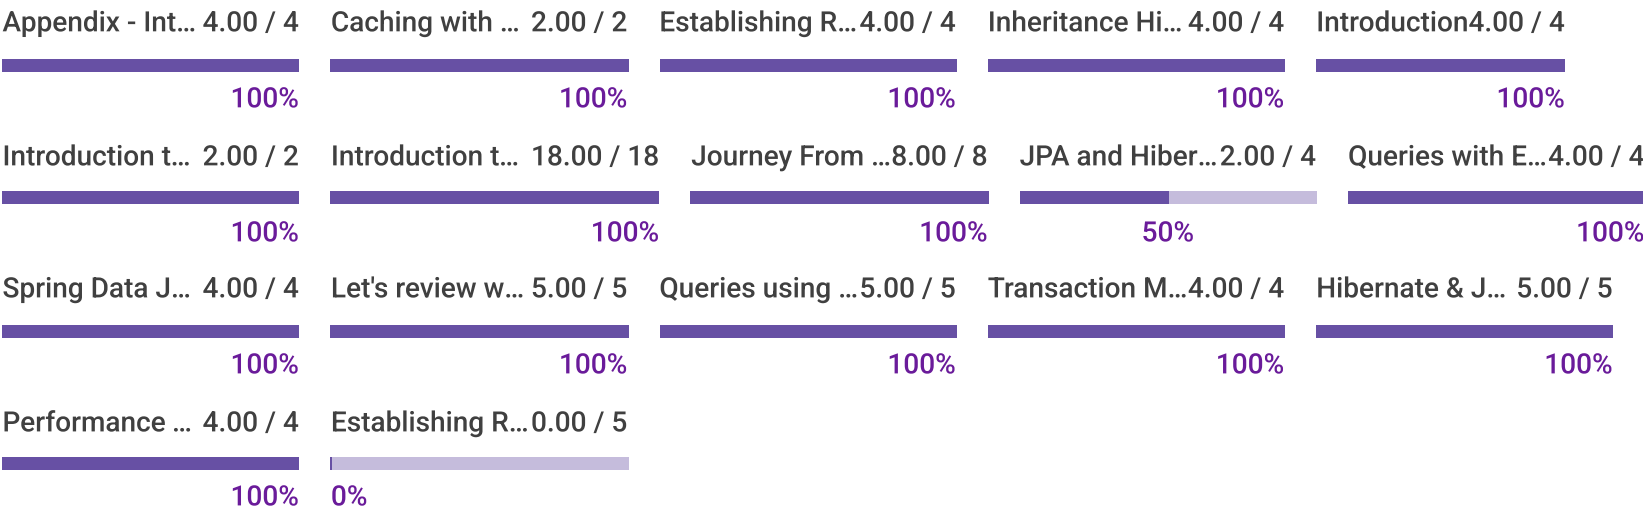 Appendix - Int... 4.00 / 4 Caching with ... 2.00 / 2 Establishing R... 4.00 / 4 Inheritance Hi... 4.00 / 4 Introduction 4.00 / 4
100% 100% 100% 100% 100%
Introduction t... 2.00 / 2 Introduction t... 18.00 / 18 Journey From ... 8.00 / 8 JPA and Hiber... 2.00 / 4 Queries with E... 4.00 / 4
100% 100% 100% 50% 100%
Spring Data J... 4.00 / 4 Let's review w... 5.00 / 5 Queries using ... 5.00 / 5 Transaction M... 4.00 / 4 Hibernate & J... 5.00 / 5
100% 100% 100% 100% 100%
Performance ... 4.00 / 4 Establishing R... 0.00 / 5
100% 0%